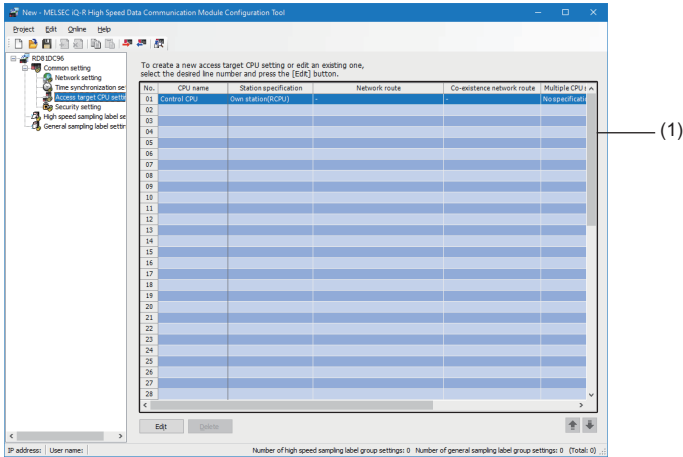 New - MELSEC iQ-R High Speed Data Communication Module Configuration Tool
Project Edit Online Help
RD81DC96
Common setting
Network setting
Time synchronization se
Access target CPU settin
Security setting
High speed sampling label se
General sampling label settin
To create a new access target CPU setting or edit an existing one,
select the desired line number and press the [Edit] button.
No. CPU name Station specification Network route Co-existence network route Multiple CPU s
01 Control CPU Own station(RCPU) - - No specificatio
02
03
04
05
06
07
08
09
10
11
12
13
14
15
16
17
18
19
20
21
22
23
24
25
26
27
28
(1)
Edit Delete
IP address: User name: Number of high speed sampling label group settings: 0 Number of general sampling label group settings: 0 (Total: 0)